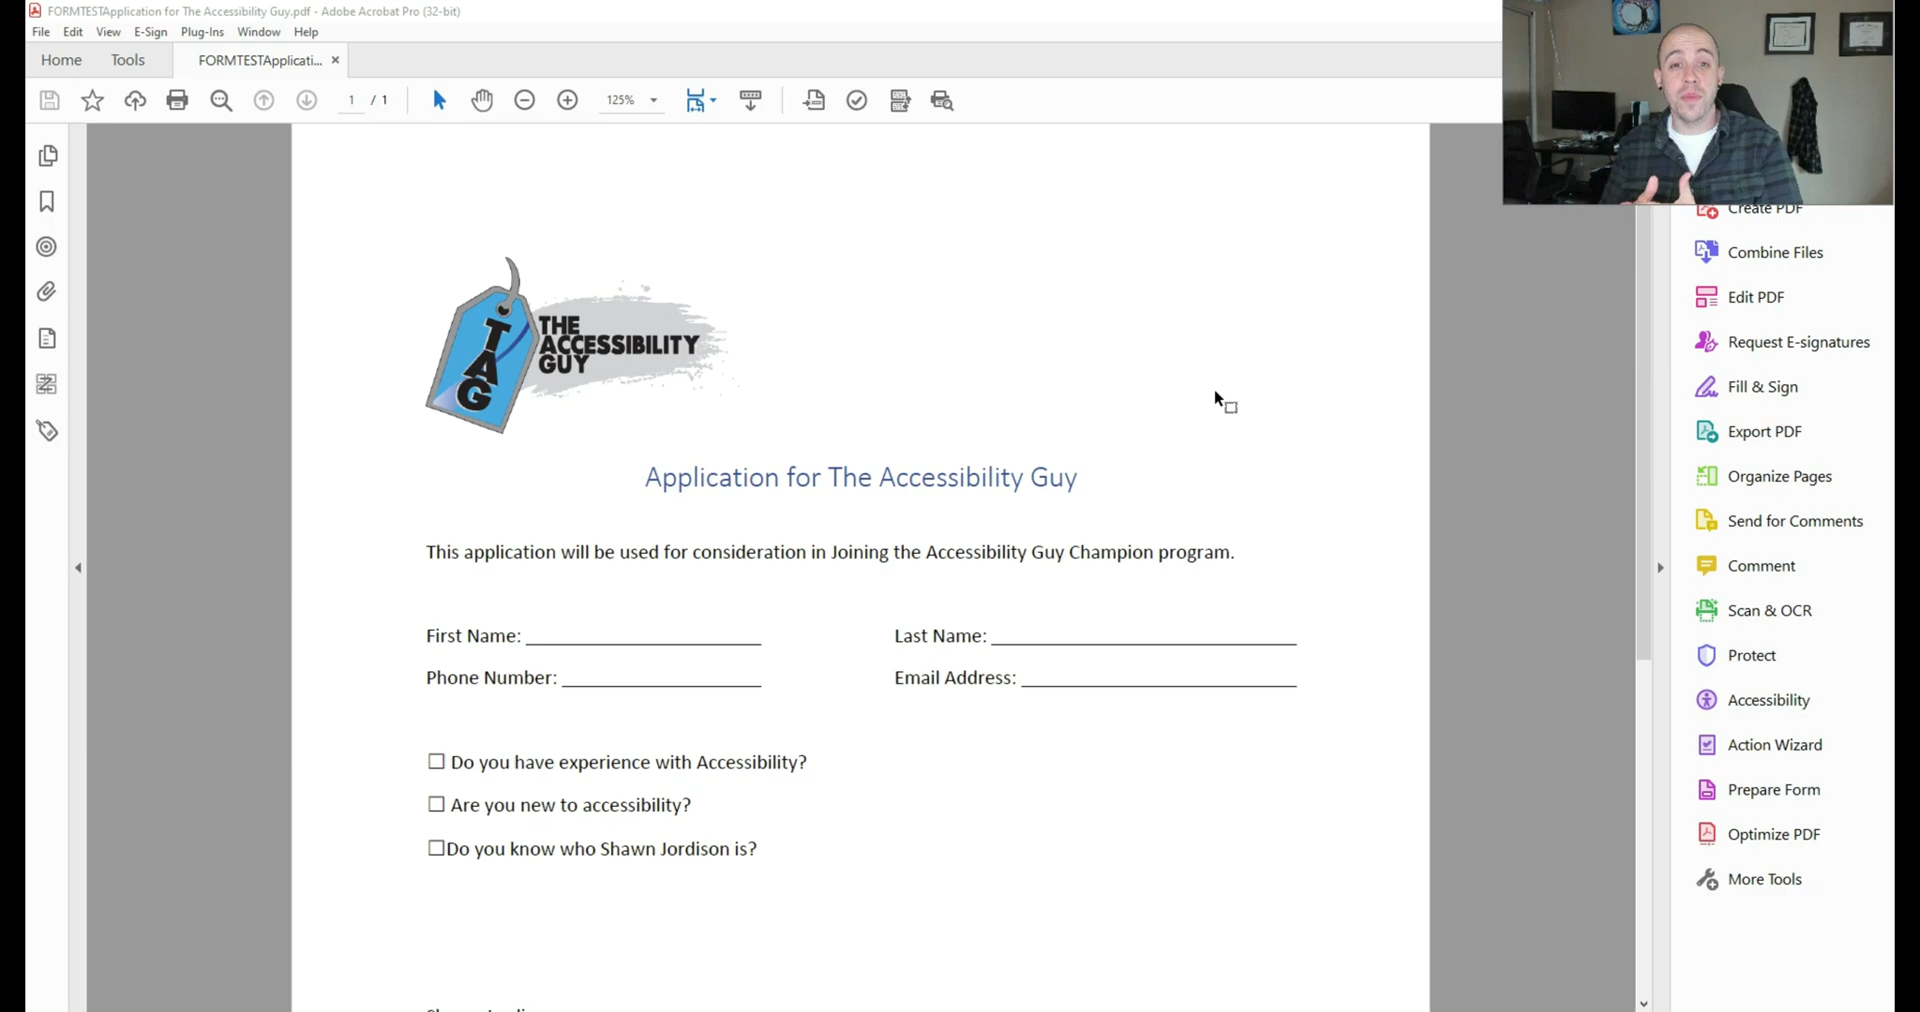 FORMTESTApplication for The Accessibility Guy.pdf - Adobe Acrobat Pro (32-bit)
File Edit View E-Sign Plug-Ins Window Help
Home Tools FORMTESTApplicati... ×
1 / 1 125%
Create PDF
Combine Files
Edit PDF
Request E-signatures
Fill & Sign
Export PDF
Organize Pages
Send for Comments
Comment
Scan & OCR
Protect
Accessibility
Action Wizard
Prepare Form
Optimize PDF
More Tools
TAG
THE
ACCESSIBILITY
GUY
Application for The Accessibility Guy
This application will be used for consideration in Joining the Accessibility Guy Champion program.
First Name: ______________________ Last Name: ______________________
Phone Number: ______________________ Email Address: ______________________
☐ Do you have experience with Accessibility?
☐ Are you new to accessibility?
☐Do you know who Shawn Jordison is?